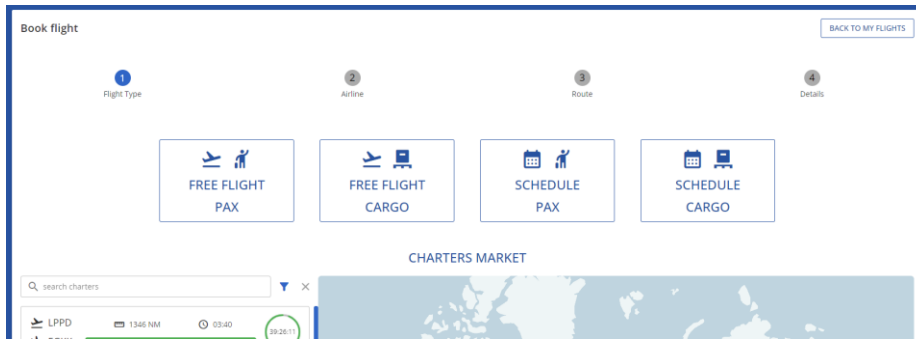 Book flight
BACK TO MY FLIGHTS
1
2
3
4
Flight Type
Airline
Route
Details
FREE FLIGHT
PAX
FREE FLIGHT
CARGO
SCHEDULE
PAX
SCHEDULE
CARGO
CHARTERS MARKET
search charters
LPPD
1346 NM
03:40
39:26:11